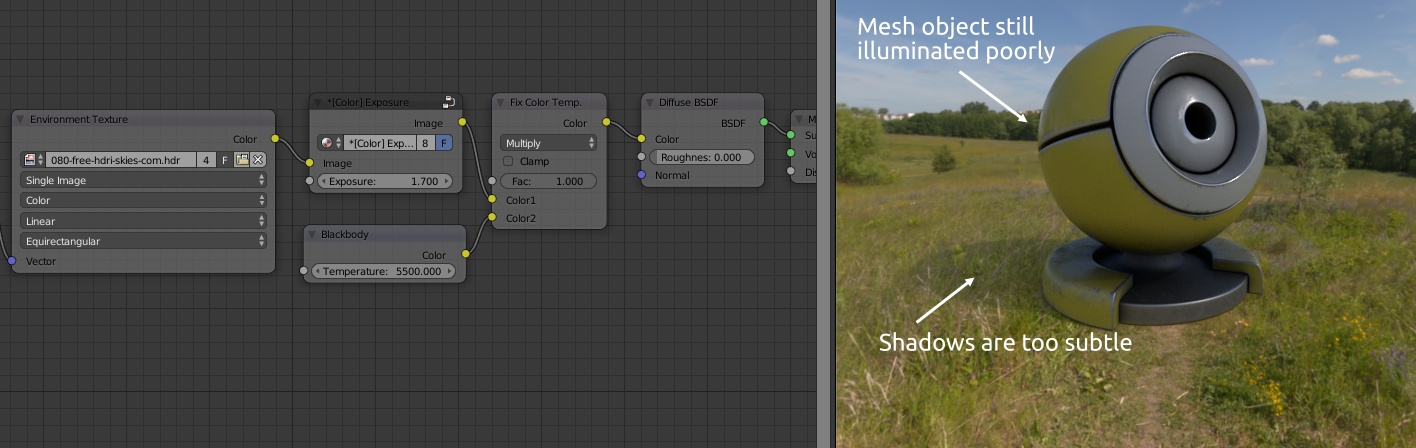 Environment Texture
Color
080-free-hdri-skies-com.hdr 4 F
Single Image
Color
Linear
Equirectangular
Vector
*[Color] Exposure
Image
*[Color] Exp... 8 F
Image
Exposure: 1.700
Blackbody
Color
Temperature: 5500.000
Fix Color Temp.
Color
Multiply
Clamp
Fac: 1.000
Color1
Color2
Diffuse BSDF
BSDF
Color
Roughnes: 0.000
Normal
M
Su
Vo
Dis
Mesh object still
illuminated poorly
Shadows are too subtle